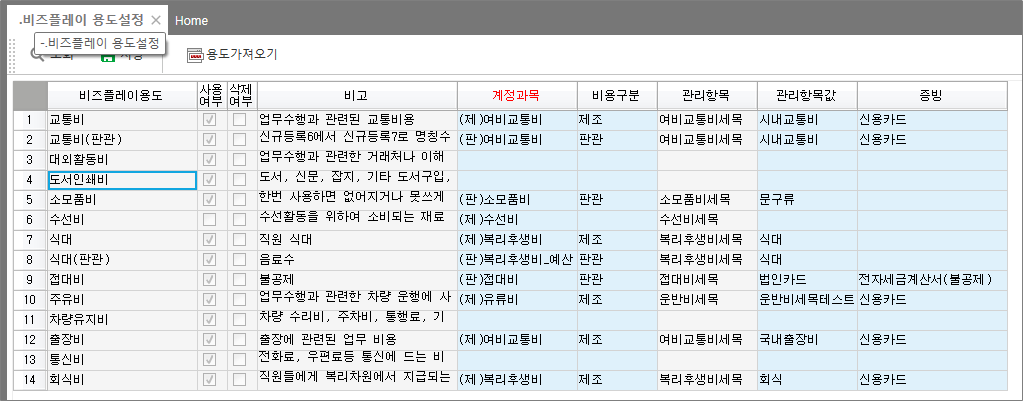 .비즈플레이 용도설정 × Home
-.비즈플레이 용도설정
용도가져오기
비즈플레이용도 사용여부 삭제여부 비고 계정과목 비용구분 관리항목 관리항목값 증빙
1 교통비 업무수행과 관련된 교통비용 (제)여비교통비 제조 여비교통비세목 시내교통비 신용카드
2 교통비(판관) 신규등록6에서 신규등록7로 명칭수 (판)여비교통비 판관 여비교통비세목 시내교통비 신용카드
3 대외활동비 업무수행과 관련한 거래처나 이해
4 도서인쇄비 도서, 신문, 잡지, 기타 도서구입,
5 소모품비 한번 사용하면 없어지거나 못쓰게 (판)소모품비 판관 소모품비세목 문구류
6 수선비 수선활동을 위하여 소비되는 재료 (제)수선비 수선비세목
7 식대 직원 식대 (제)복리후생비 제조 복리후생비세목 식대
8 식대(판관) 음료수 (판)복리후생비_예산 판관 복리후생비세목 식대
9 접대비 불공제 (판)접대비 판관 접대비세목 법인카드 전자세금계산서(불공제)
10 주유비 업무수행과 관련한 차량 운행에 사 (제)유류비 제조 운반비세목 운반비세목테스트 신용카드
11 차량유지비 차량 수리비, 주차비, 통행료, 기
12 출장비 출장에 관련된 업무 비용 (제)여비교통비 제조 여비교통비세목 국내출장비 신용카드
13 통신비 전화료, 우편료등 통신에 드는 비
14 회식비 직원들에게 복리차원에서 지급되는 (제)복리후생비 제조 복리후생비세목 회식 신용카드